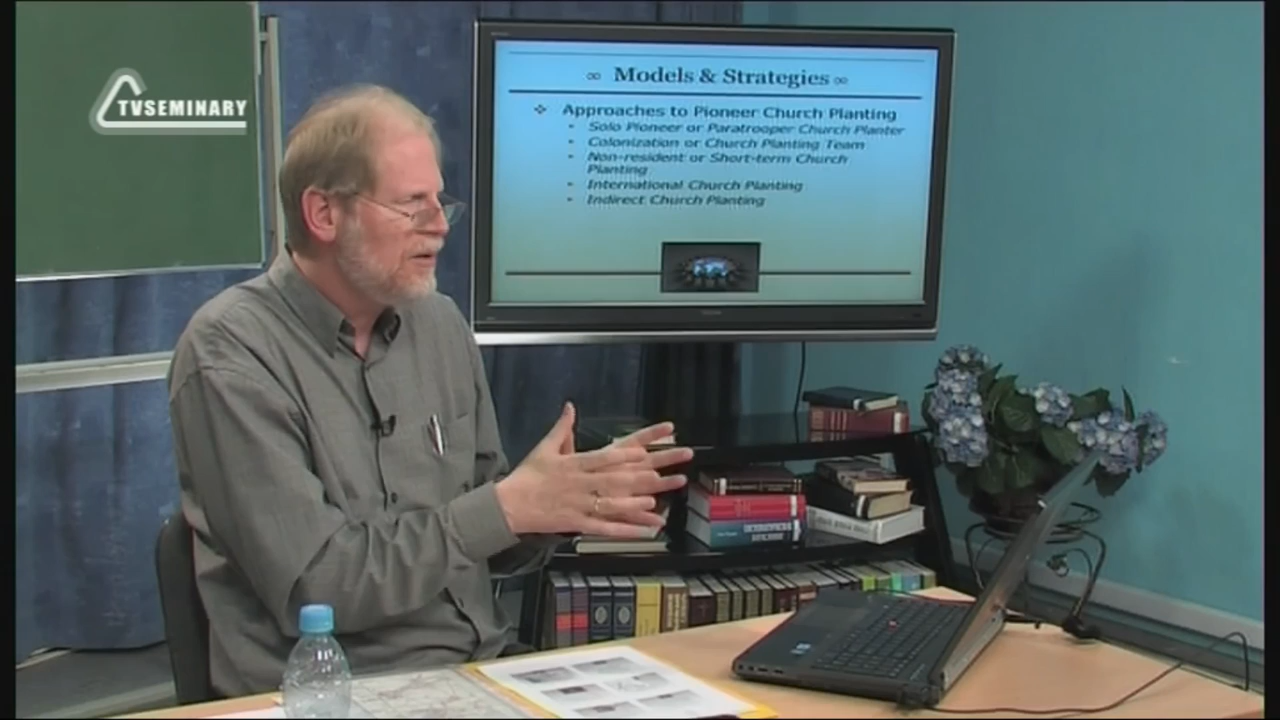 TVSEMINARY
∞ Models & Strategies ∞
❖ Approaches to Pioneer Church Planting
• Solo Pioneer or Paratrooper Church Planter
• Colonization or Church Planting Team
• Non-resident or Short-term Church
Planting
• International Church Planting
• Indirect Church Planting